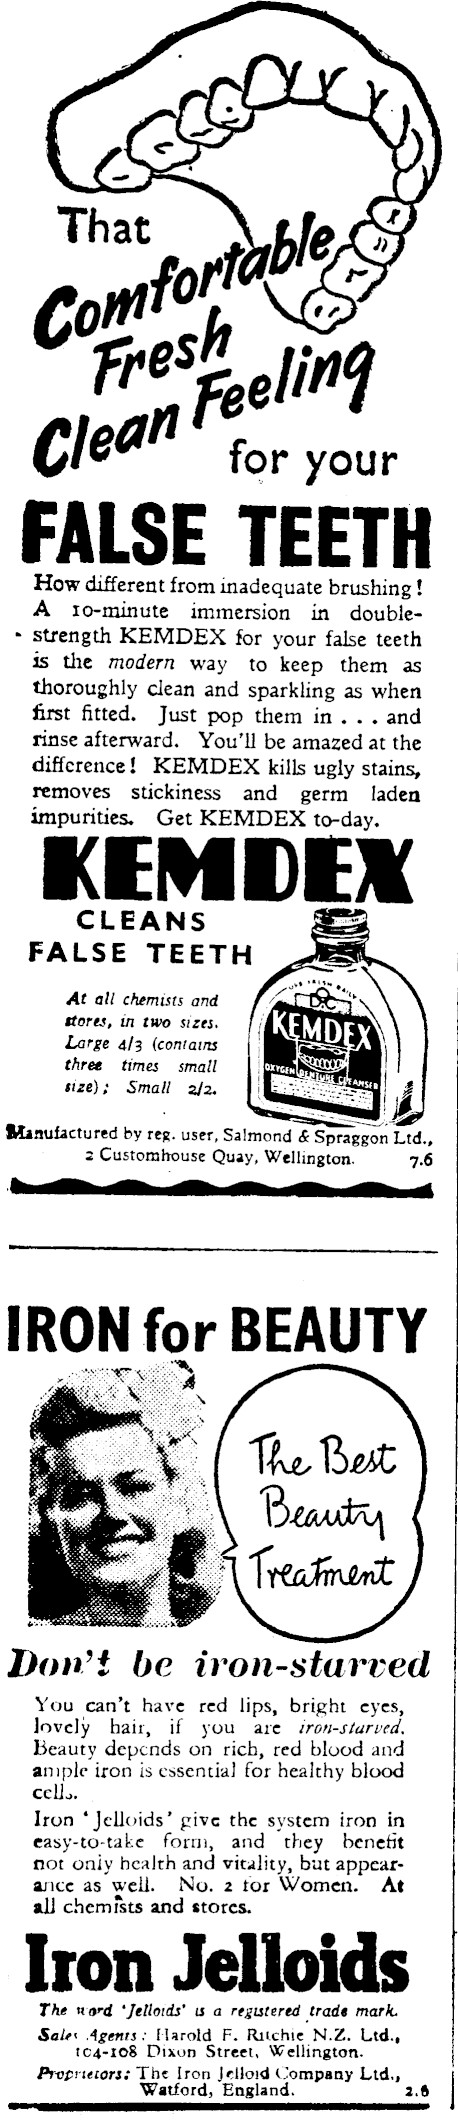 That
Comfortable
Fresh
Clean Feeling
for your
FALSE TEETH
How different from inadequate brushing!
A 10-minute immersion in double-
strength KEMDEX for your false teeth
is the modern way to keep them as
thoroughly clean and sparkling as when
first fitted. Just pop them in . . . and
rinse afterward. You'll be amazed at the
difference! KEMDEX kills ugly stains,
removes stickiness and germ laden
impurities. Get KEMDEX to-day.
KEMDEX
CLEANS
FALSE TEETH
USE FRESH DAILY
D.C
KEMDEX
OXYGEN DENTURE CLEANSER
At all chemists and
stores, in two sizes.
Large 4/3 (contains
three times small
size); Small 2/2.
Manufactured by reg. user, Salmond & Spraggon Ltd.,
2 Customhouse Quay, Wellington. 7.6
IRON for BEAUTY
The Best
Beauty
Treatment
Don't be iron-starved
You can't have red lips, bright eyes,
lovely hair, if you are iron-starved.
Beauty depends on rich, red blood and
ample iron is essential for healthy blood
cells.
Iron 'Jelloids' give the system iron in
easy-to-take form, and they benefit
not only health and vitality, but appear-
ance as well. No. 2 for Women. At
all chemists and stores.
Iron Jelloids
The word 'Jelloids' is a registered trade mark.
Sales Agents: Harold F. Ritchie N.Z. Ltd.,
104-108 Dixon Street, Wellington.
Proprietors: The Iron Jelloid Company Ltd.,
Watford, England. 2.6